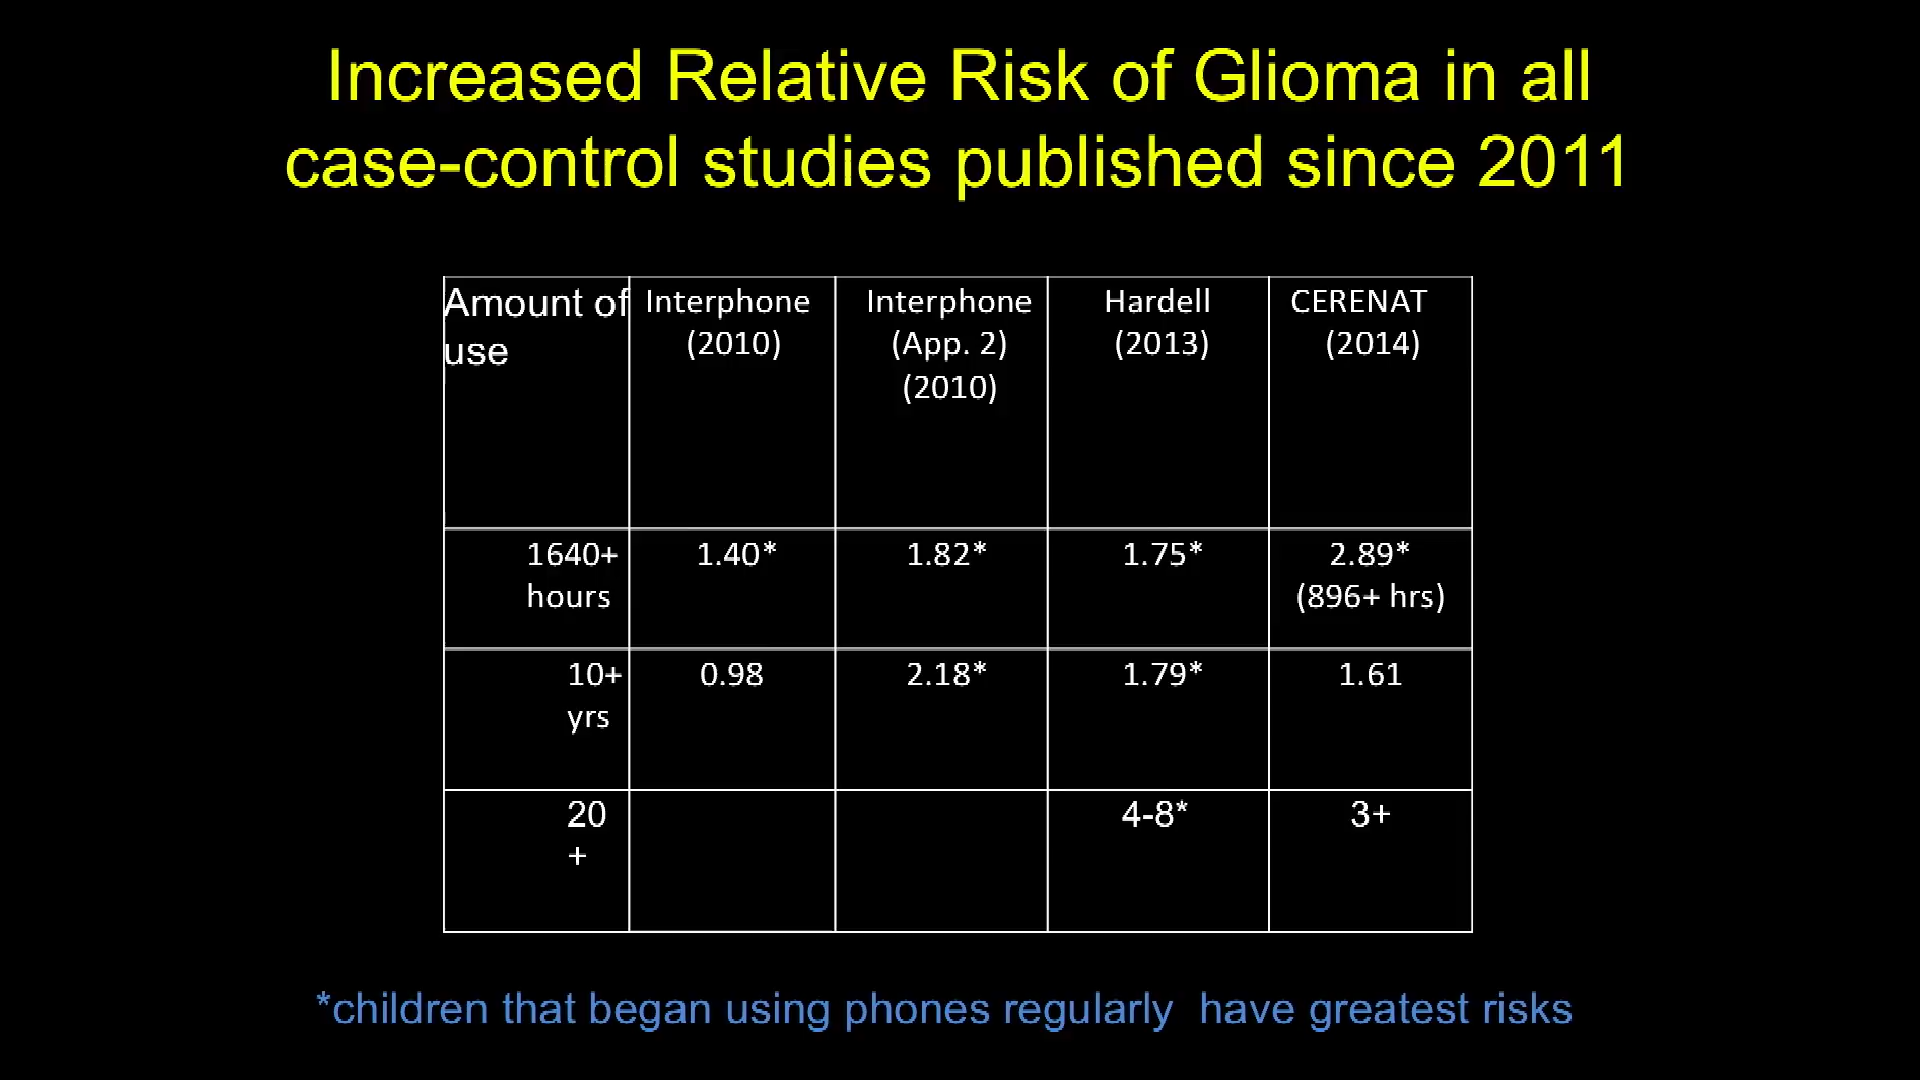 Increased Relative Risk of Glioma in all
case-control studies published since 2011
Amount of
use
Interphone
(2010)
Interphone
(App. 2)
(2010)
Hardell
(2013)
CERENAT
(2014)
1640+
hours
1.40*
1.82*
1.75*
2.89*
(896+ hrs)
10+
yrs
0.98
2.18*
1.79*
1.61
20
+
4-8*
3+
*children that began using phones regularly have greatest risks